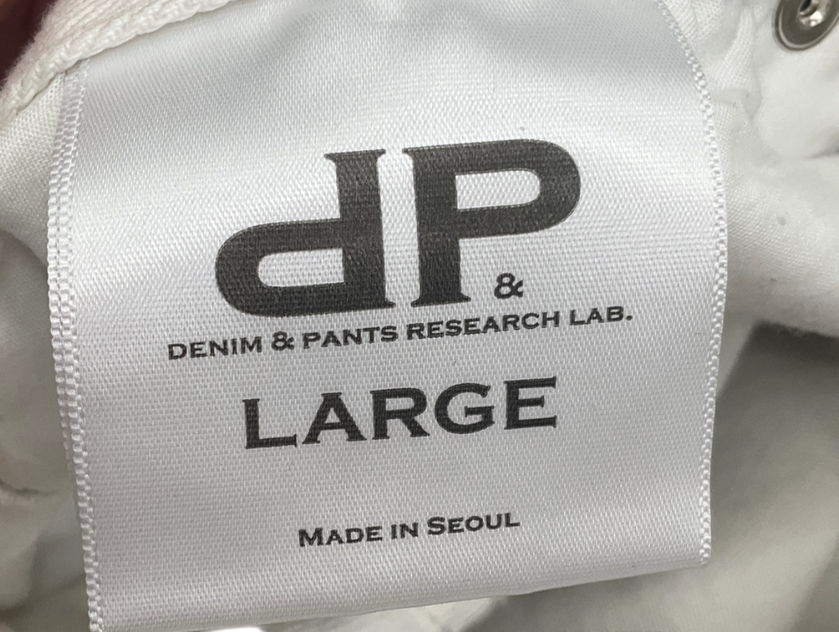 dP
&
DENIM & PANTS RESEARCH LAB.
LARGE
MADE IN SEOUL